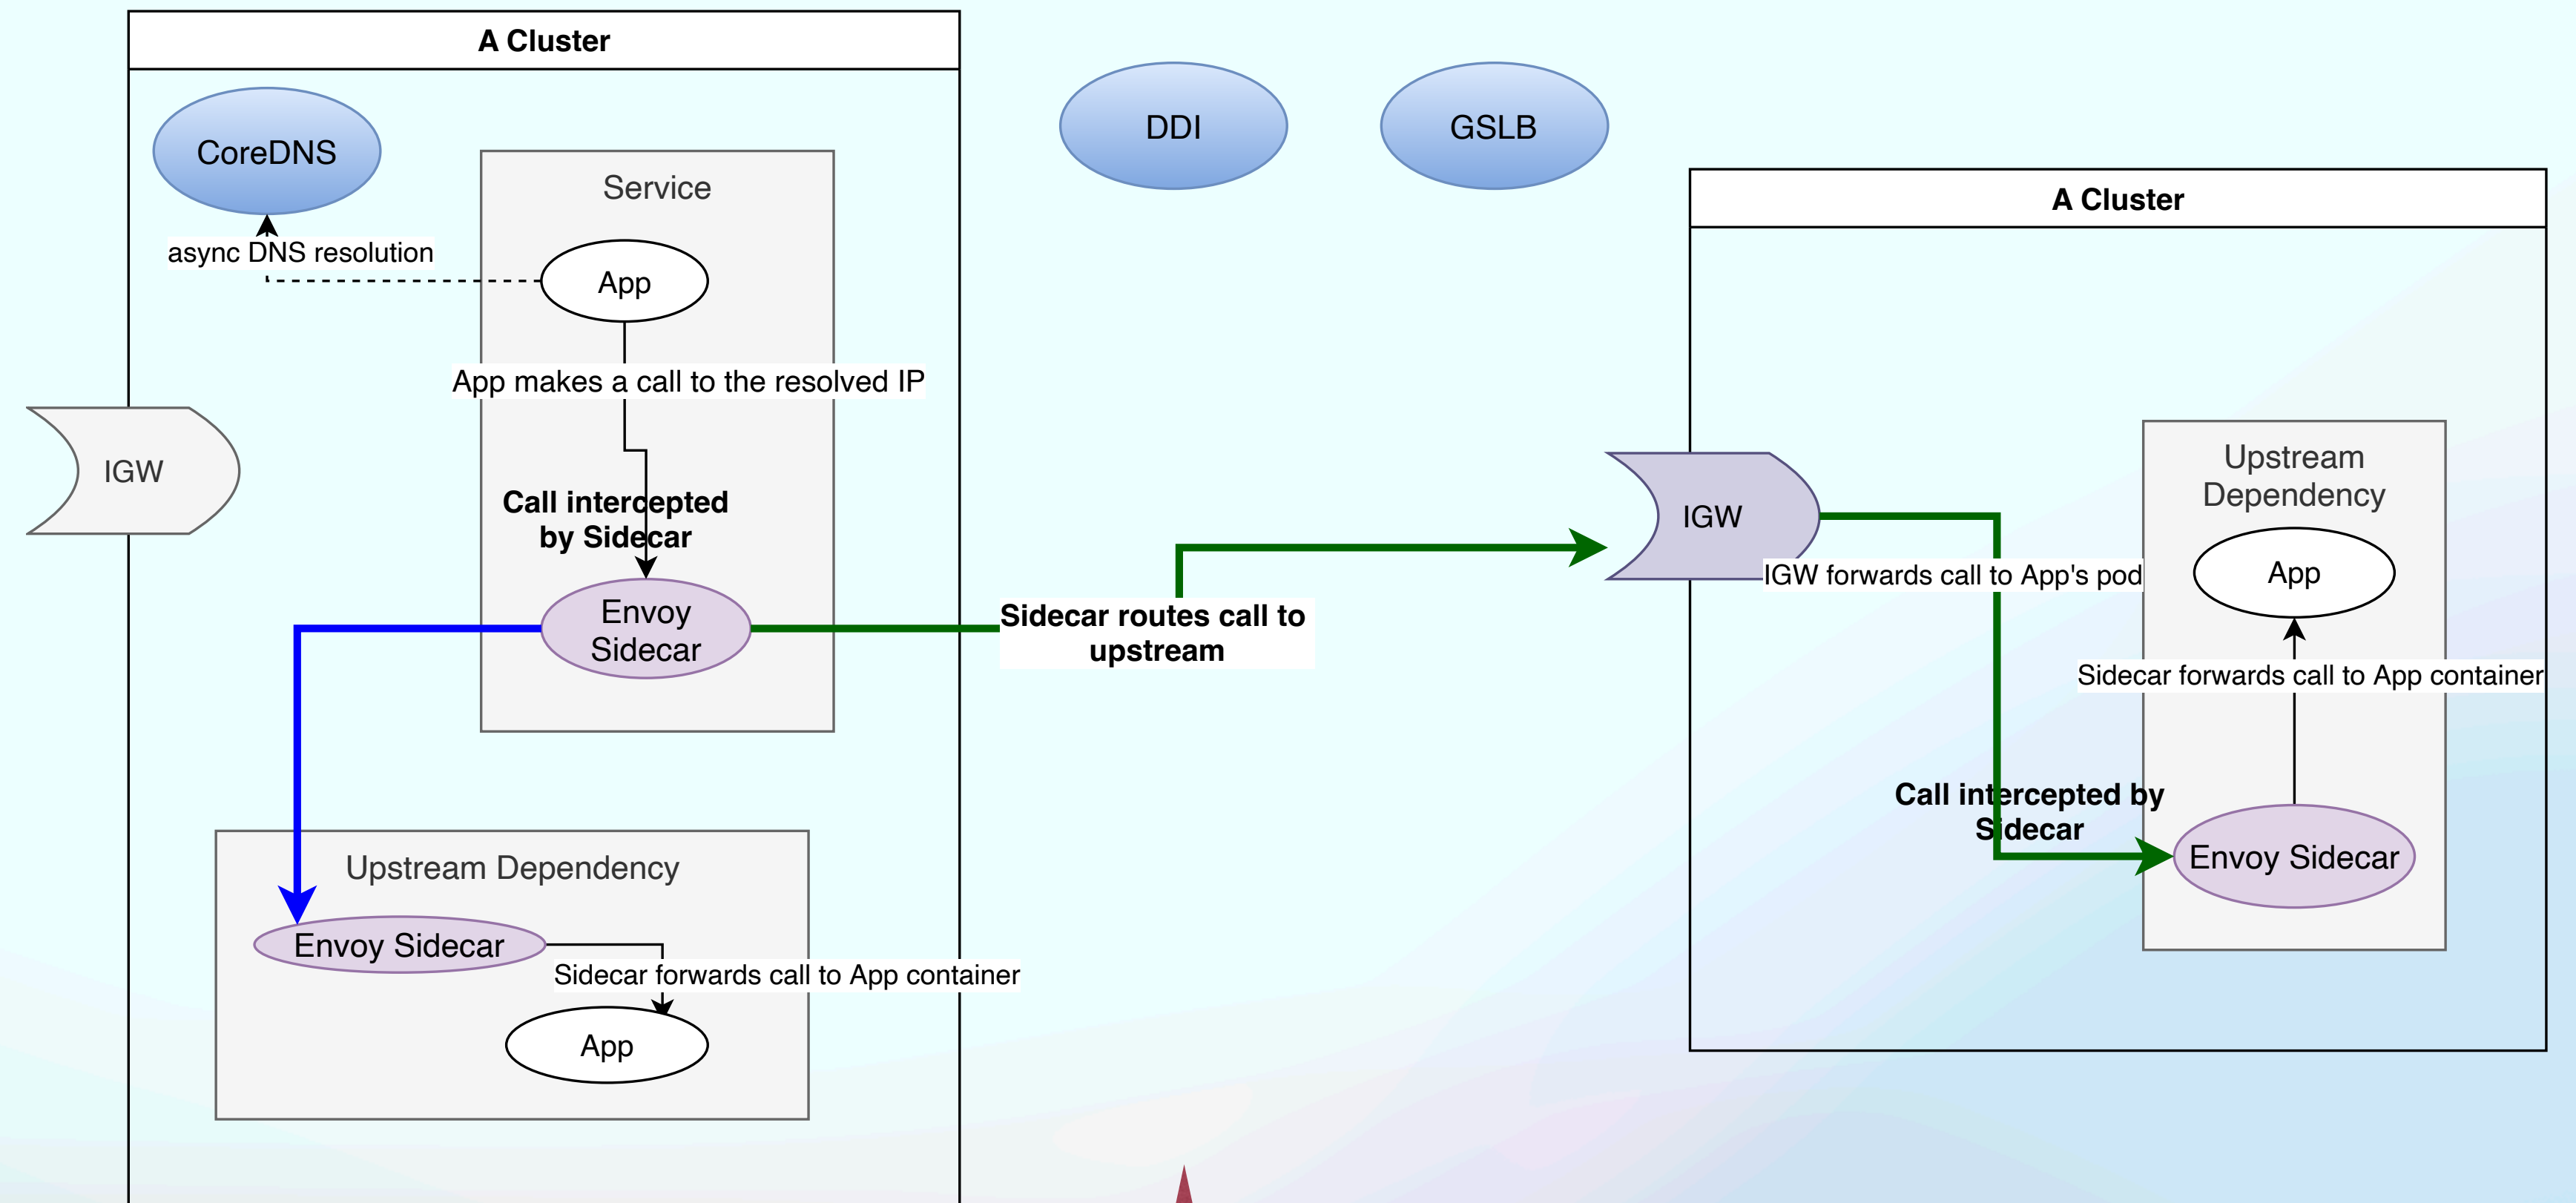 A Cluster
CoreDNS
async DNS resolution
Service
App
App makes a call to the resolved IP
Call intercepted
by Sidecar
Envoy
Sidecar
IGW
Upstream Dependency
Envoy Sidecar
Sidecar forwards call to App container
App
DDI
GSLB
Sidecar routes call to
upstream
A Cluster
IGW
IGW forwards call to App's pod
Upstream
Dependency
App
Sidecar forwards call to App container
Call intercepted by
Sidecar
Envoy Sidecar